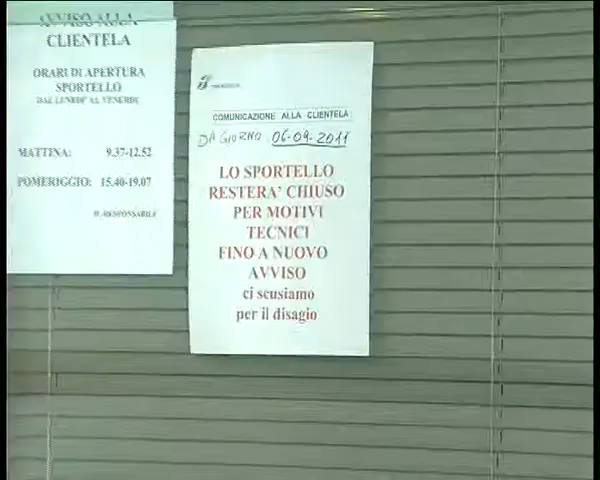 AVVISO ALLA
CLIENTELA
ORARI DI APERTURA
SPORTELLO
DAL LUNEDI' AL VENERDI'
MATTINA: 9.37-12.52
POMERIGGIO: 15.40-19.07
IL RESPONSABILE
COMUNICAZIONE ALLA CLIENTELA
DA GIORNO 06-09-2011
LO SPORTELLO
RESTERA' CHIUSO
PER MOTIVI
TECNICI
FINO A NUOVO
AVVISO
ci scusiamo
per il disagio